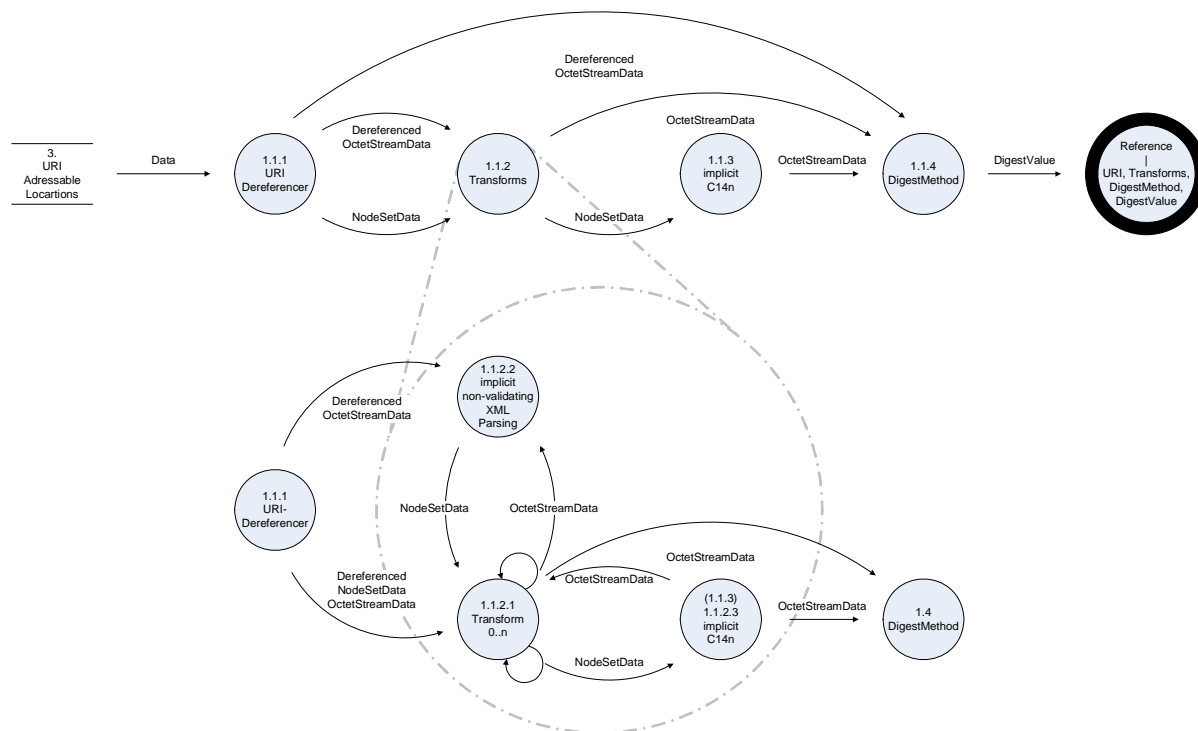 Dereferenced
OctetStreamData
3.
URI
Adressable
Locartions
Data
1.1.1
URI
Dereferencer
Dereferenced
OctetStreamData
NodeSetData
1.1.2
Transforms
OctetStreamData
NodeSetData
1.1.3
implicit
C14n
OctetStreamData
1.1.4
DigestMethod
DigestValue
Reference
|
URI, Transforms,
DigestMethod,
DigestValue
1.1.2.2
implicit
non-validating
XML
Parsing
Dereferenced
OctetStreamData
1.1.1
URI-
Dereferencer
NodeSetData
OctetStreamData
Dereferenced
NodeSetData
OctetStreamData
1.1.2.1
Transform
0..n
OctetStreamData
OctetStreamData
NodeSetData
(1.1.3)
1.1.2.3
implicit
C14n
OctetStreamData
1.4
DigestMethod